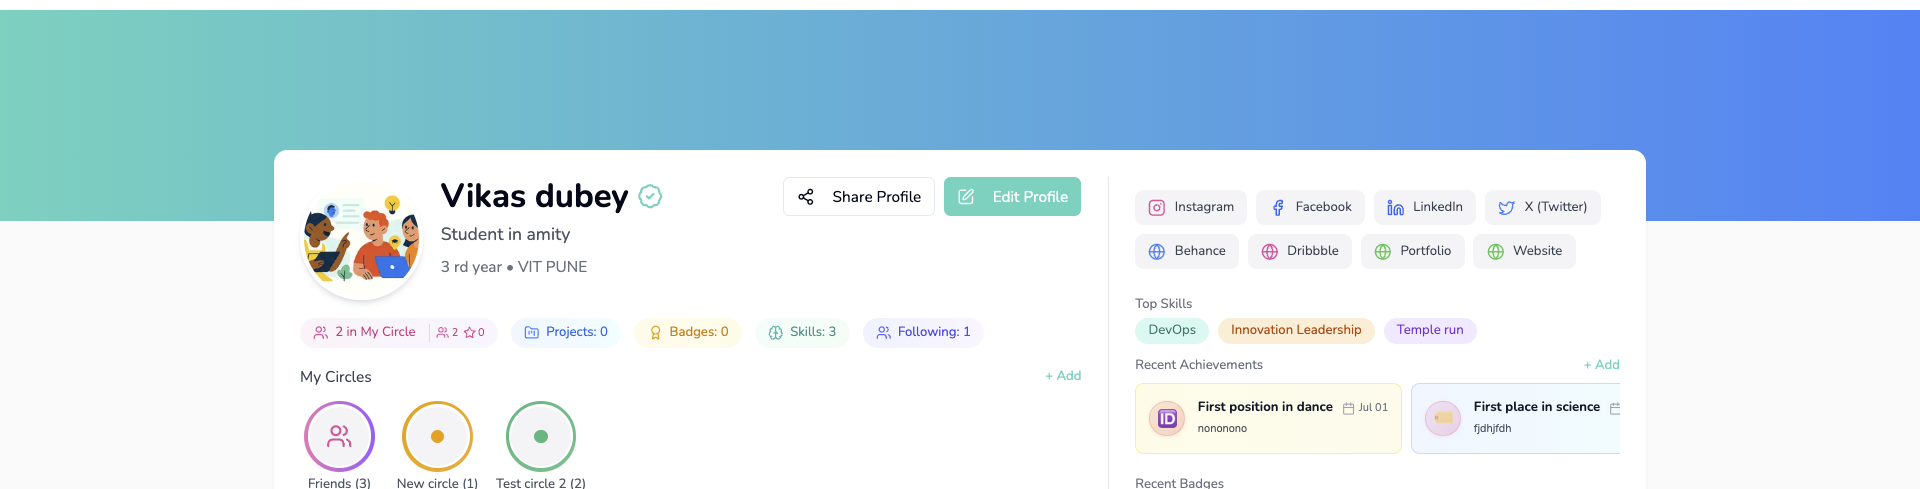 Vikas dubey
Share Profile
Edit Profile
Student in amity
3 rd year • VIT PUNE
2 in My Circle
2
0
Projects: 0
Badges: 0
Skills: 3
Following: 1
My Circles
+ Add
Friends (3)
New circle (1)
Test circle 2 (2)
Instagram
Facebook
LinkedIn
X (Twitter)
Behance
Dribbble
Portfolio
Website
Top Skills
DevOps
Innovation Leadership
Temple run
Recent Achievements
+ Add
ID
First position in dance
Jul 01
nononono
First place in science
fjdhjfdh
Recent Badges